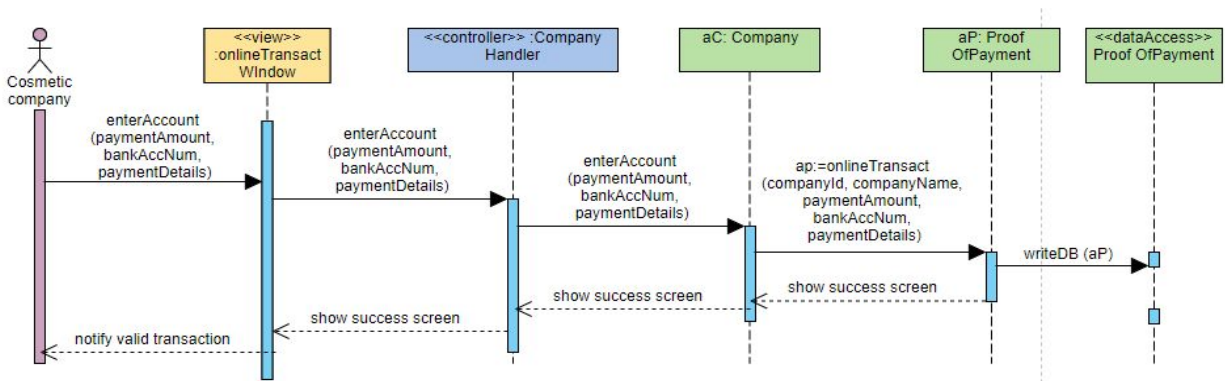 <<view>>
:onlineTransact
WIndow
<<controller>> :Company
Handler
aC: Company
aP: Proof
OfPayment
<<dataAccess>>
Proof OfPayment
Cosmetic
company
enterAccount
(paymentAmount,
bankAccNum,
paymentDetails)
enterAccount
(paymentAmount,
bankAccNum,
paymentDetails)
enterAccount
(paymentAmount,
bankAccNum,
paymentDetails)
ap:=onlineTransact
(companyId, companyName,
paymentAmount,
bankAccNum,
paymentDetails)
writeDB (aP)
show success screen
show success screen
show success screen
notify valid transaction